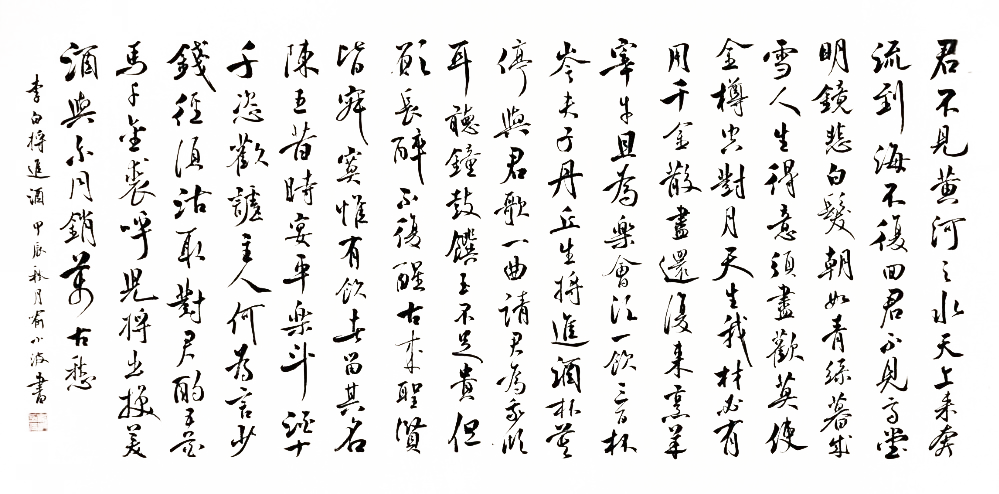 君不見黃河之水天上来奔
流到海不復回君不見高堂
明鏡悲白髮朝如青絲暮成
雪人生得意須盡歡莫使
金樽空對月天生我材必有
用千金散盡還復来烹羊
宰牛且為樂會須一飲三百杯
岑夫子丹丘生將進酒杯莫
停與君歌一曲請君為我傾
耳聽鐘鼓饌玉不足貴但
願長醉不復醒古來聖賢
皆寂寞惟有飲者留其名
陳王昔時宴平樂斗酒十
千恣歡謔主人何為言少
錢徑須沽取對君酌五花
馬千金裘呼兒將出換美
酒與尔同銷萬古愁
李白將進酒 甲辰秋月俞小波書